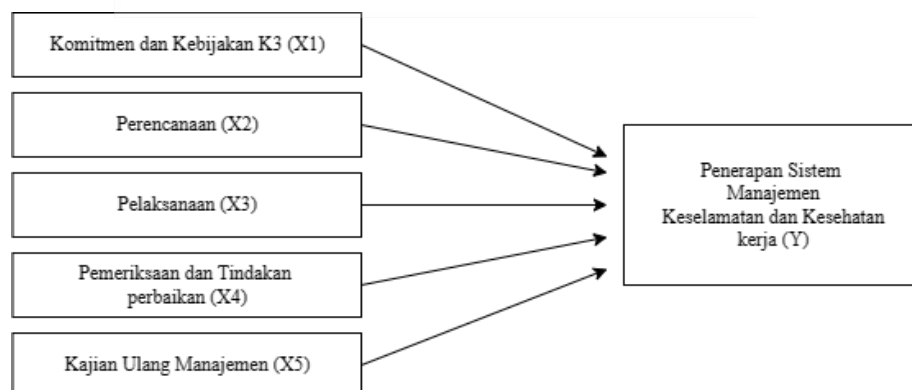 Komitmen dan Kebijakan K3 (X1)
Perencanaan (X2)
Pelaksanaan (X3)
Pemeriksaan dan Tindakan
perbaikan (X4)
Kajian Ulang Manajemen (X5)
Penerapan Sistem
Manajemen
Keselamatan dan Kesehatan
kerja (Y)